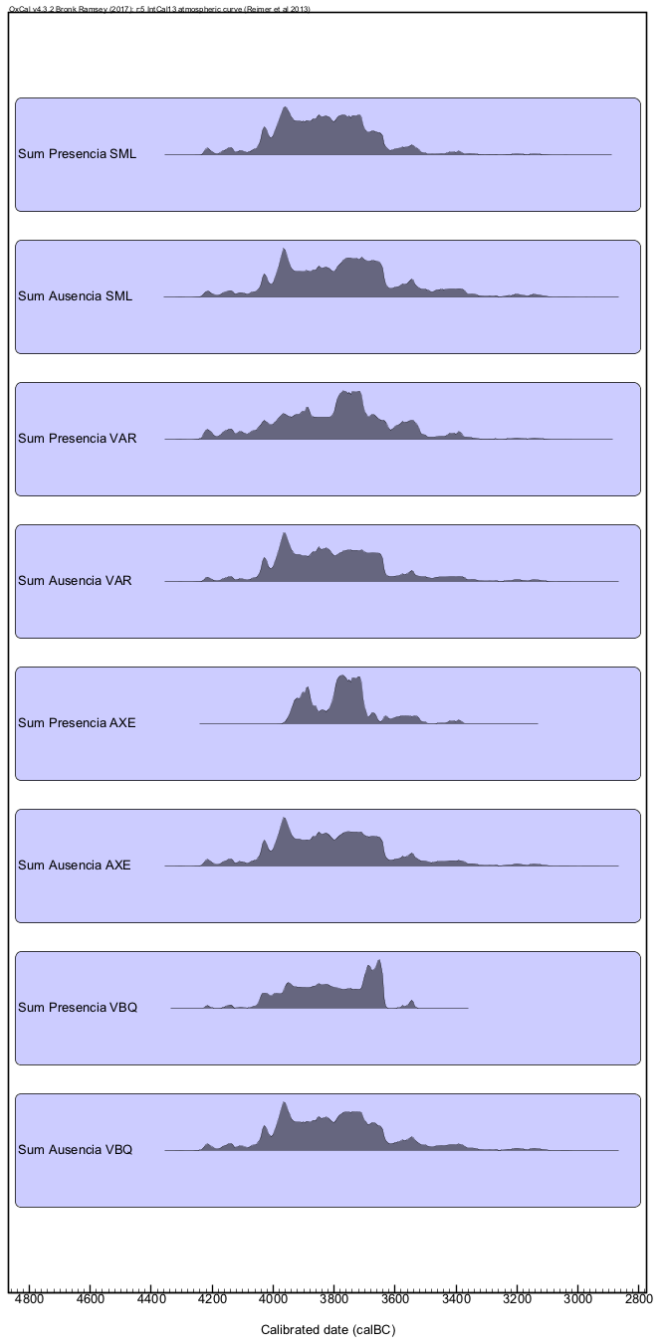 OxCal v4.3.2 Bronk Ramsey (2017); r:5 IntCal13 atmospheric curve (Reimer et al 2013)
Sum Presencia SML
Sum Ausencia SML
Sum Presencia VAR
Sum Ausencia VAR
Sum Presencia AXE
Sum Ausencia AXE
Sum Presencia VBQ
Sum Ausencia VBQ
4800 4600 4400 4200 4000 3800 3600 3400 3200 3000 2800
Calibrated date (calBC)